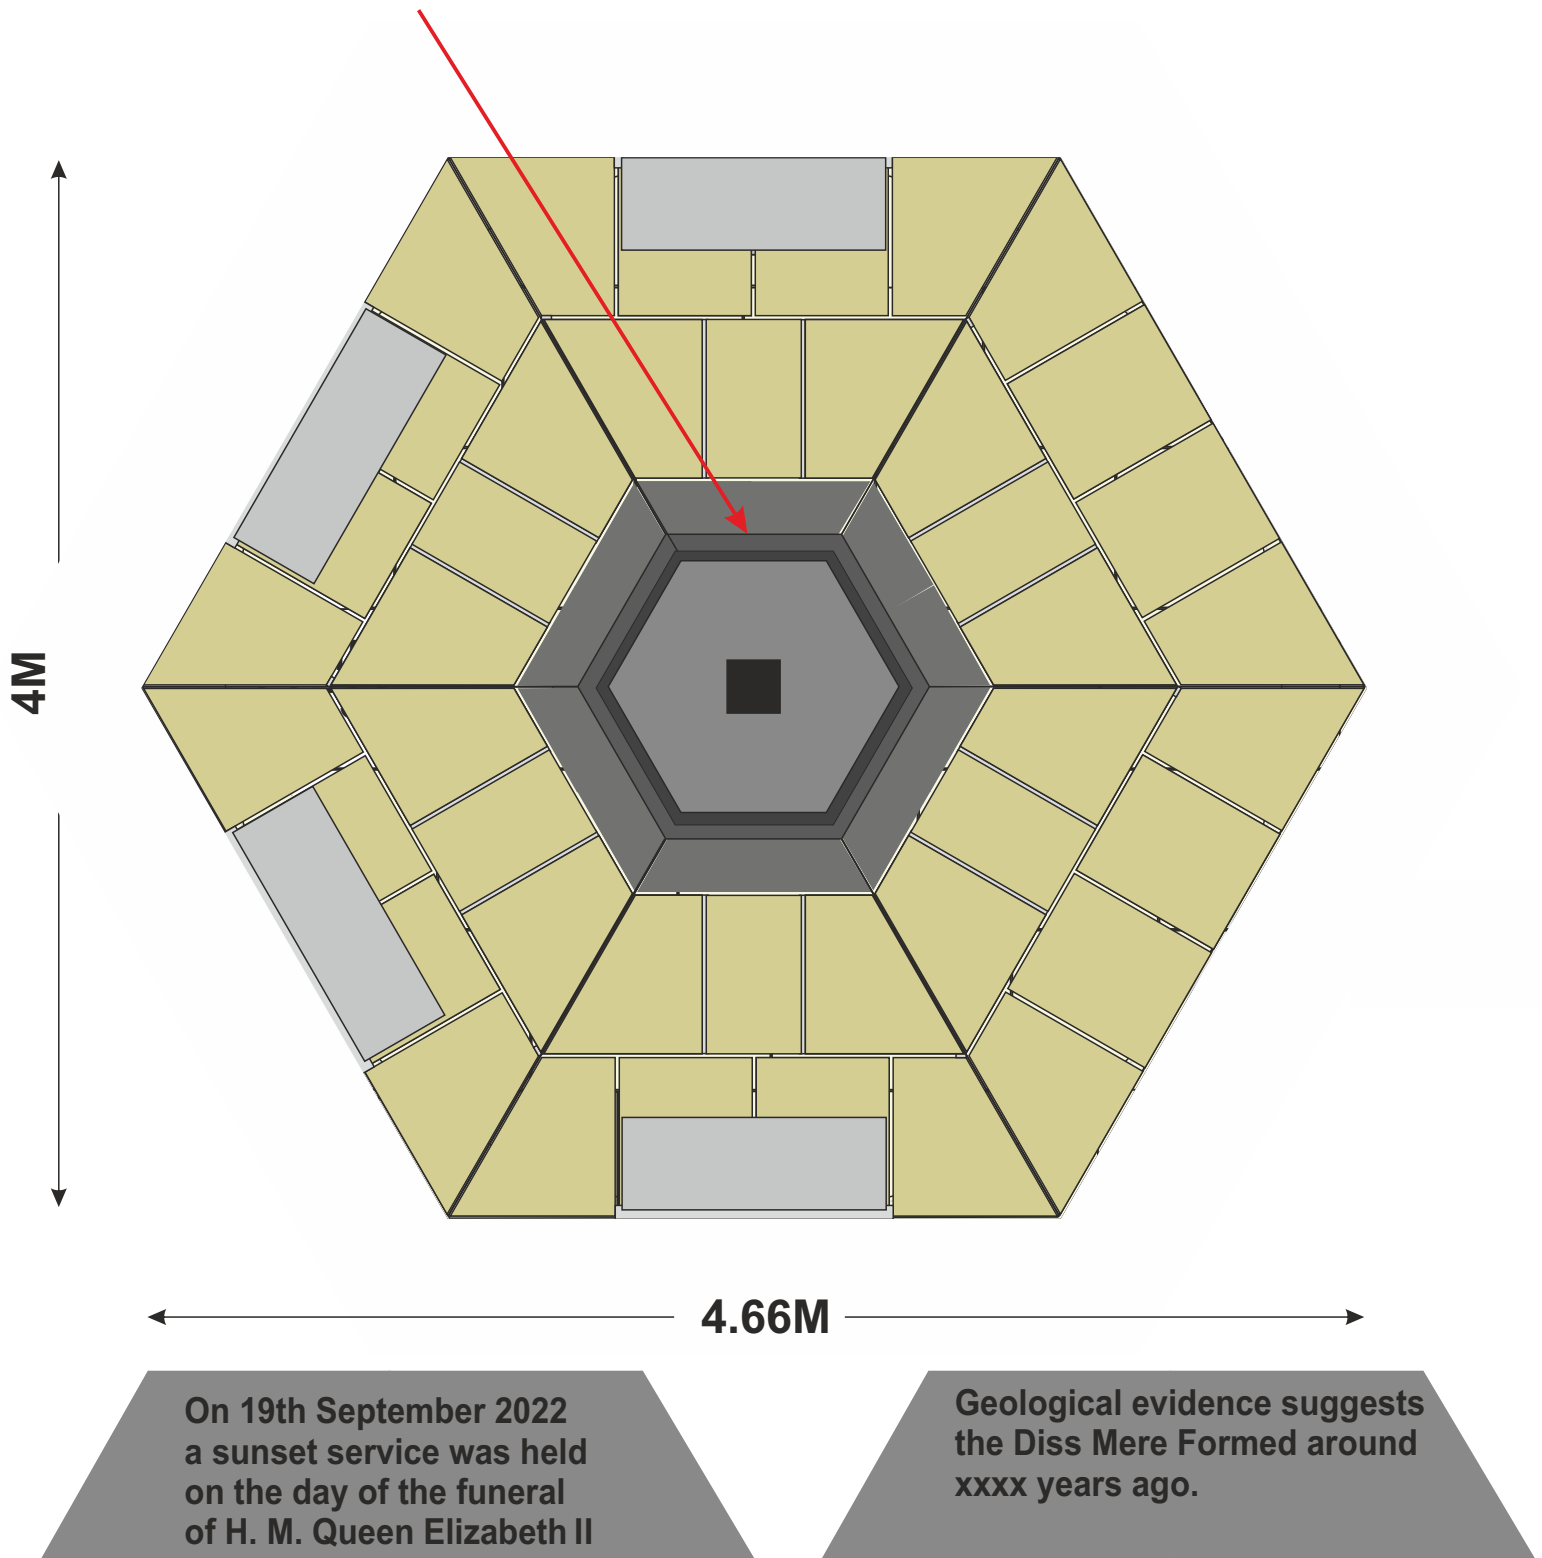 4M
4.66M
On 19th September 2022
a sunset service was held
on the day of the funeral
of H. M. Queen Elizabeth II
Geological evidence suggests
the Diss Mere Formed around
xxxx years ago.